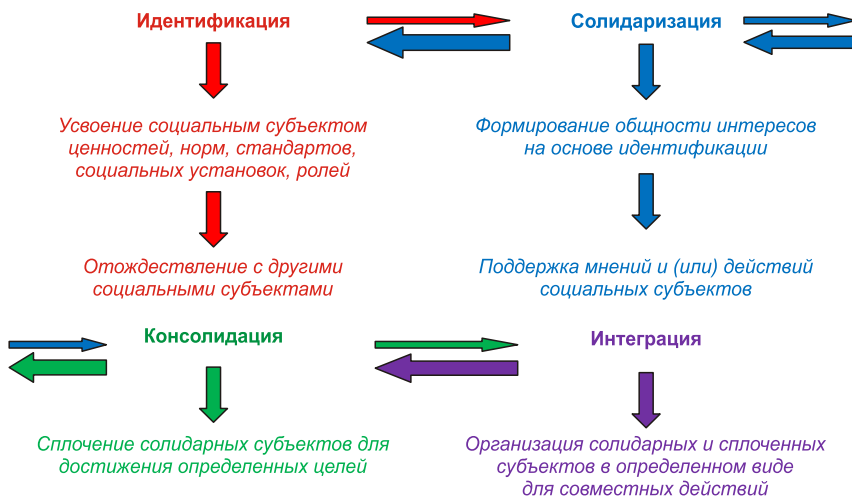 Идентификация
Солидаризация
Усвоение социальным субъектом
ценностей, норм, стандартов,
социальных установок, ролей
Формирование общности интересов
на основе идентификации
Отождествление с другими
социальными субъектами
Поддержка мнений и (или) действий
социальных субъектов
Консолидация
Интеграция
Сплочение солидарных субъектов для
достижения определенных целей
Организация солидарных и сплоченных
субъектов в определенном виде
для совместных действий